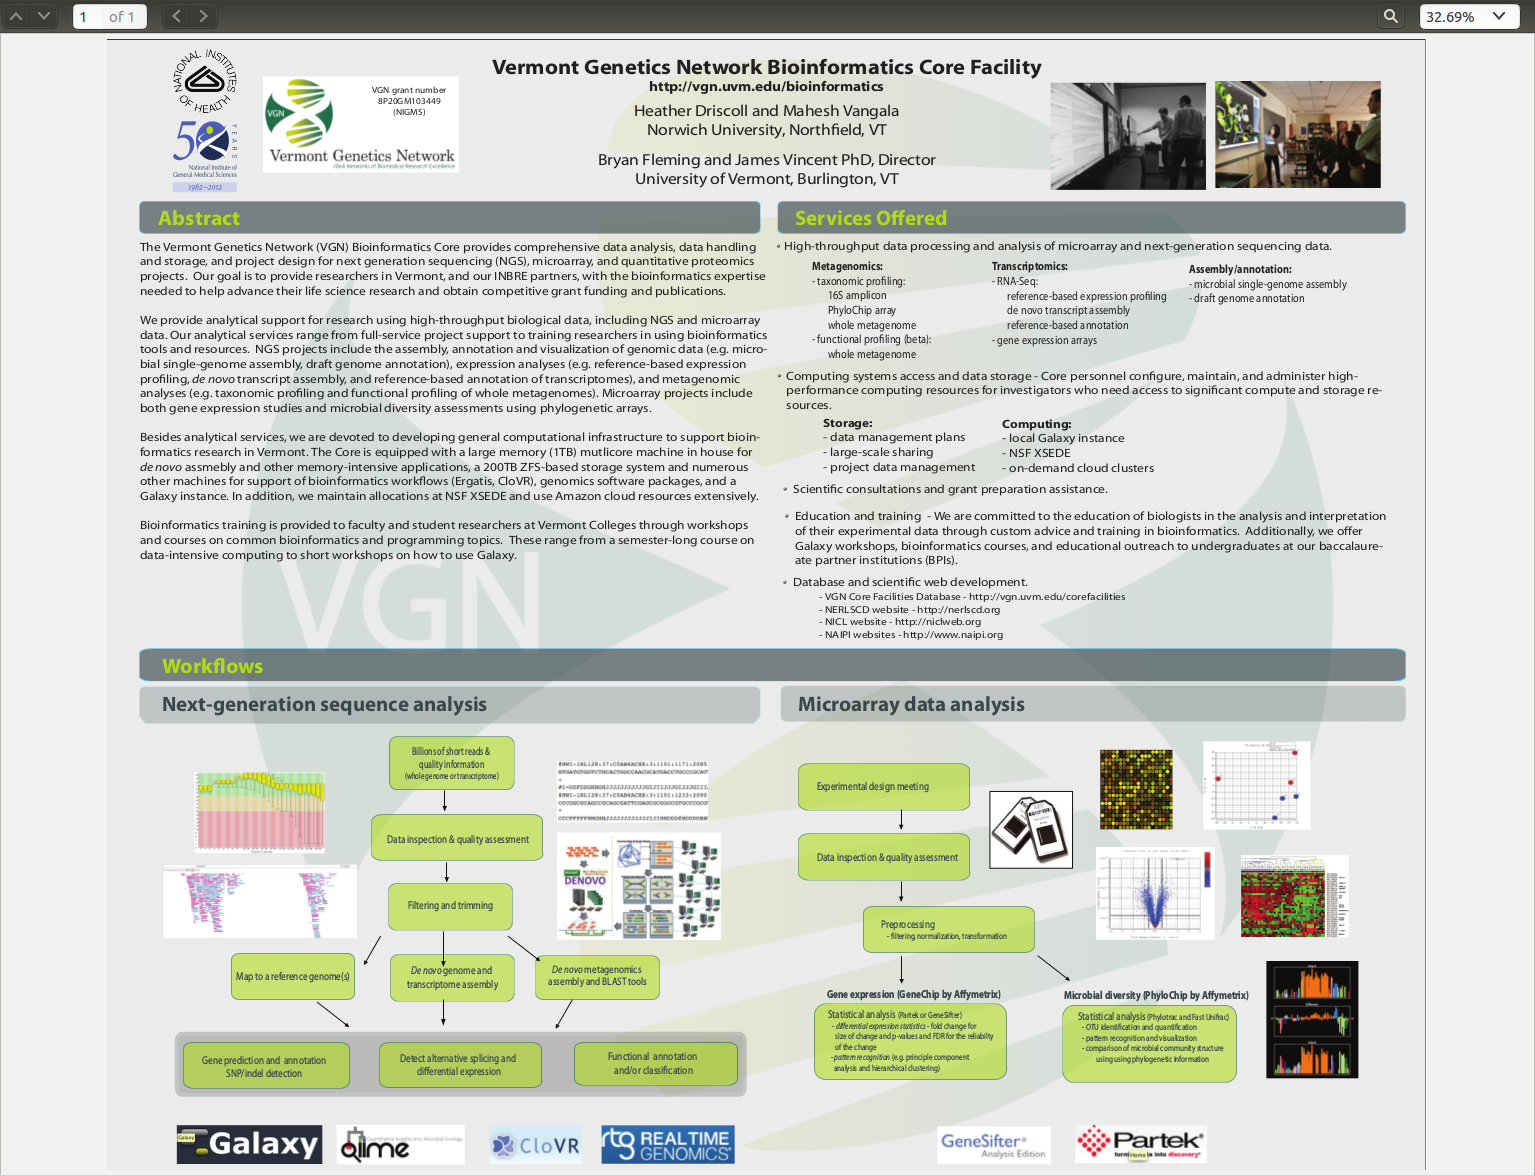 1 of 1
32.69%
NATIONAL INSTITUTES OF HEALTH
50 YEARS
National Institute of
General Medical Sciences
1962–2012
VGN grant number
8P20GM103449
(NIGMS)
VGN
Vermont Genetics Network
IDeA Networks of Biomedical Research Excellence
Vermont Genetics Network Bioinformatics Core Facility
http://vgn.uvm.edu/bioinformatics
Heather Driscoll and Mahesh Vangala
Norwich University, Northfield, VT
Bryan Fleming and James Vincent PhD, Director
University of Vermont, Burlington, VT
Abstract
The Vermont Genetics Network (VGN) Bioinformatics Core provides comprehensive data analysis, data handling
and storage, and project design for next generation sequencing (NGS), microarray, and quantitative proteomics
projects.  Our goal is to provide researchers in Vermont, and our INBRE partners, with the bioinformatics expertise
needed to help advance their life science research and obtain competitive grant funding and publications.
We provide analytical support for research using high-throughput biological data, including NGS and microarray
data. Our analytical services range from full-service project support to training researchers in using bioinformatics
tools and resources.  NGS projects include the assembly, annotation and visualization of genomic data (e.g. micro-
bial single-genome assembly, draft genome annotation), expression analyses (e.g. reference-based expression
profiling, de novo transcript assembly, and reference-based annotation of transcriptomes), and metagenomic
analyses (e.g. taxonomic profiling and functional profiling of whole metagenomes). Microarray projects include
both gene expression studies and microbial diversity assessments using phylogenetic arrays.
Besides analytical services, we are devoted to developing general computational infrastructure to support bioin-
formatics research in Vermont. The Core is equipped with a large memory (1TB) mutlicore machine in house for
de novo assmebly and other memory-intensive applications, a 200TB ZFS-based storage system and numerous
other machines for support of bioinformatics workflows (Ergatis, CloVR), genomics software packages, and a
Galaxy instance. In addition, we maintain allocations at NSF XSEDE and use Amazon cloud resources extensively.
Bioinformatics training is provided to faculty and student researchers at Vermont Colleges through workshops
and courses on common bioinformatics and programming topics.  These range from a semester-long course on
data-intensive computing to short workshops on how to use Galaxy.
VGN
Services Offered
• High-throughput data processing and analysis of microarray and next-generation sequencing data.
Metagenomics:
- taxonomic profiling:
16S amplicon
PhyloChip array
whole metagenome
- functional profiling (beta):
whole metagenome
Transcriptomics:
- RNA-Seq:
reference-based expression profiling
de novo transcript assembly
reference-based annotation
- gene expression arrays
Assembly/annotation:
- microbial single-genome assembly
- draft genome annotation
• Computing systems access and data storage - Core personnel configure, maintain, and administer high-
performance computing resources for investigators who need access to significant compute and storage re-
sources.
Storage:
- data management plans
- large-scale sharing
- project data management
Computing:
- local Galaxy instance
- NSF XSEDE
- on-demand cloud clusters
• Scientific consultations and grant preparation assistance.
• Education and training  - We are committed to the education of biologists in the analysis and interpretation
of their experimental data through custom advice and training in bioinformatics.  Additionally, we offer
Galaxy workshops, bioinformatics courses, and educational outreach to undergraduates at our baccalaure-
ate partner institutions (BPIs).
• Database and scientific web development.
- VGN Core Facilities Database - http://vgn.uvm.edu/corefacilities
- NERLSCD website - http://nerlscd.org
- NICL website - http://niclweb.org
- NAIPI websites - http://www.naipi.org
Workflows
Next-generation sequence analysis
Billions of short reads &
quality information
(whole genome or transcriptome)
Data inspection & quality assessment
Filtering and trimming
DENOVO
Map to a reference genome(s)
De novo genome and
transcriptome assembly
De novo metagenomics
assembly and BLAST tools
Gene prediction and annotation
SNP/indel detection
Detect alternative splicing and
differential expression
Functional annotation
and/or classification
Galaxy
Galaxy
Quantitative Insights Into Microbial Ecology
qiime
CloVR
rtg REALTIME
GENOMICS
Microarray data analysis
Experimental design meeting
Data inspection & quality assessment
Preprocessing
- filtering, normalization, transformation
Gene expression (GeneChip by Affymetrix)
Statistical analysis (Partek or GeneSifter)
- differential expression statistics - fold change for
size of change and p-values and FDR for the reliabilty
of the change
- pattern recognition (e.g. principle component
analysis and hierarchical clustering)
Microbial diversity (PhyloChip by Affymetrix)
Statistical analysis (Phylotrac and Fast Unifrac)
- OTU identification and quantification
- pattern recognition and visualization
- comparison of microbial community structure
using using phylogenetic information
GeneSifter®
Analysis Edition
Partek®
Home
into discovery